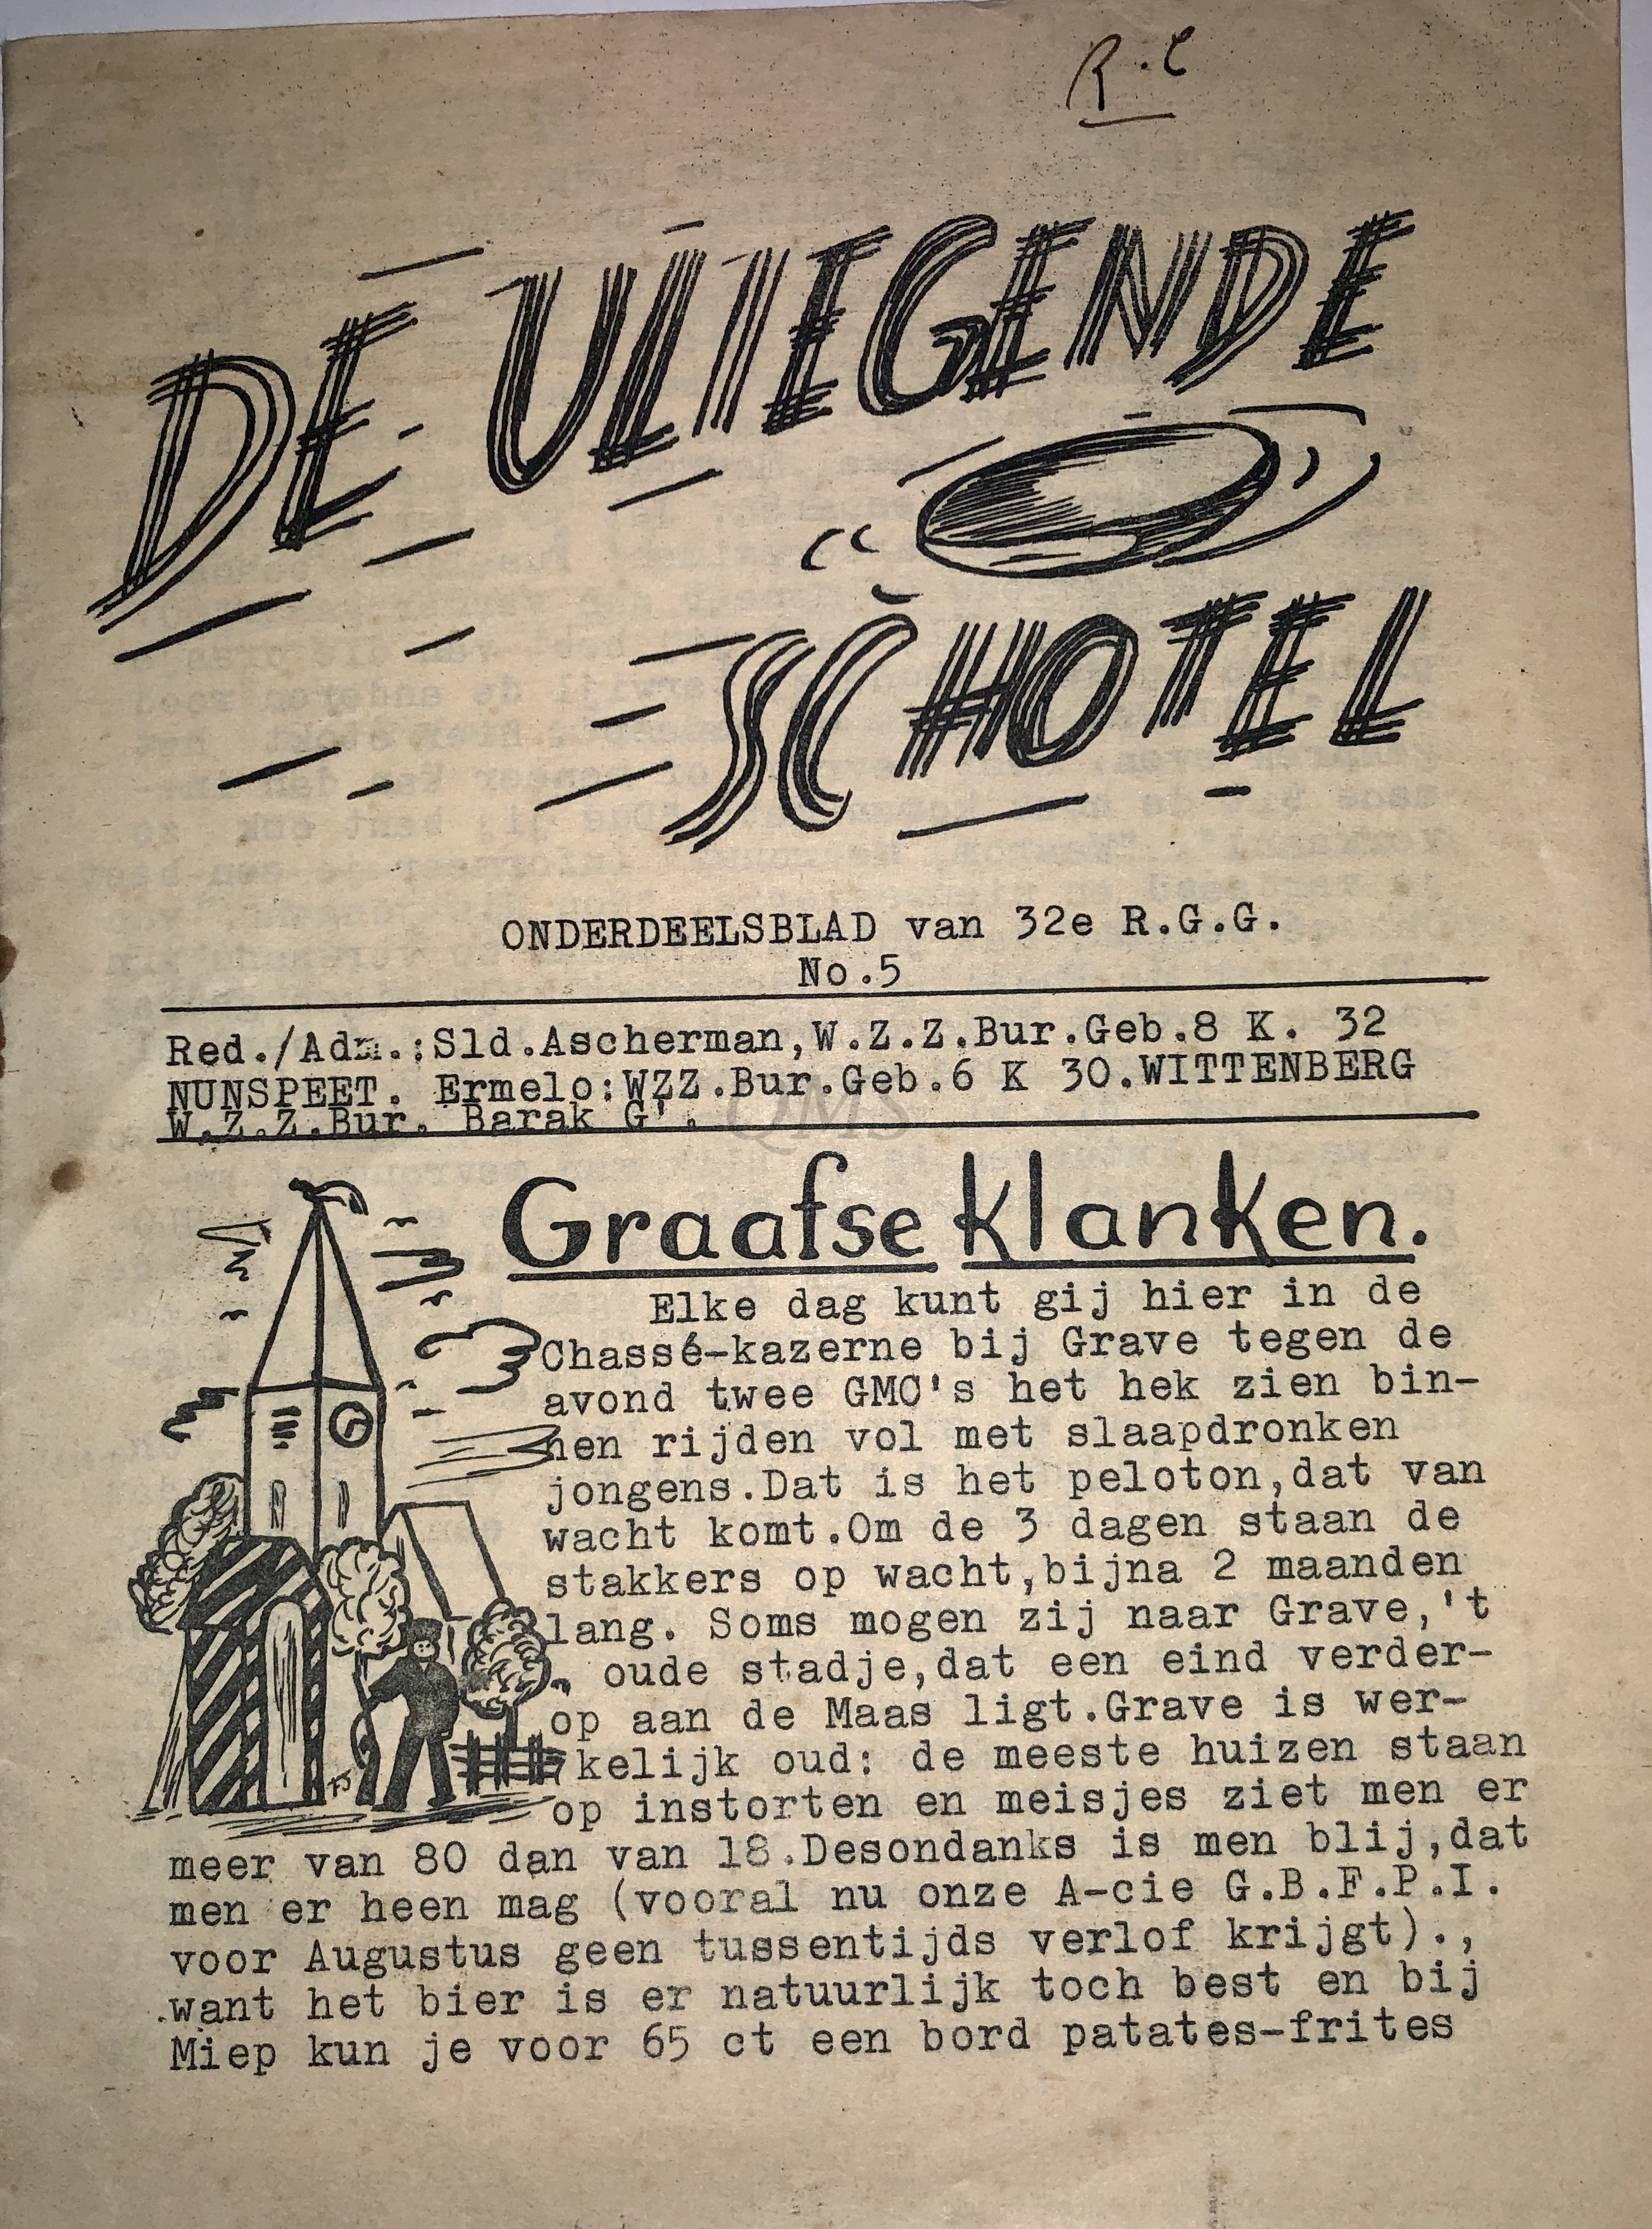 R.C
DE VLIEGENDE
SCHOTEL
ONDERDEELSBLAD van 32e R.G.G.
No.5
Red./Adm.:Sld.Ascherman,W.Z.Z.Bur.Geb.8 K. 32
NUNSPEET. Ermelo:WZZ.Bur.Geb.6 K 30.WITTENBERG
W.Z.Z.Bur. Barak G'.
QMS
Graafse klanken.
Elke dag kunt gij hier in de
Chassé-kazerne bij Grave tegen de
avond twee GMC's het hek zien bin-
nen rijden vol met slaapdronken
jongens.Dat is het peloton,dat van
wacht komt.Om de 3 dagen staan de
stakkers op wacht,bijna 2 maanden
lang. Soms mogen zij naar Grave,'t
oude stadje,dat een eind verder-
op aan de Maas ligt.Grave is wer-
kelijk oud: de meeste huizen staan
op instorten en meisjes ziet men er
meer van 80 dan van 18.Desondanks is men blij,dat
men er heen mag (vooral nu onze A-cie G.B.F.P.I.
voor Augustus geen tussentijds verlof krijgt).,
want het bier is er natuurlijk toch best en bij
Miep kun je voor 65 ct een bord patates-frites